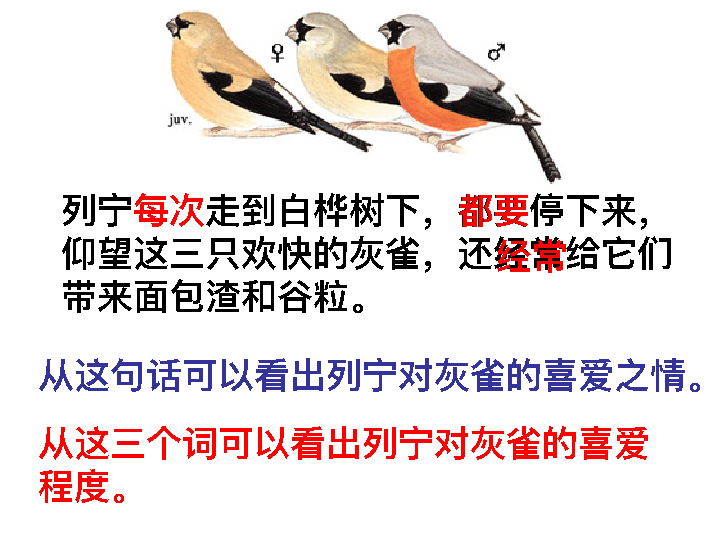 juv.
♀
♂
列宁每次走到白桦树下，都要停下来，
仰望这三只欢快的灰雀，还经常给它们
带来面包渣和谷粒。
从这句话可以看出列宁对灰雀的喜爱之情。
从这三个词可以看出列宁对灰雀的喜爱
程度。